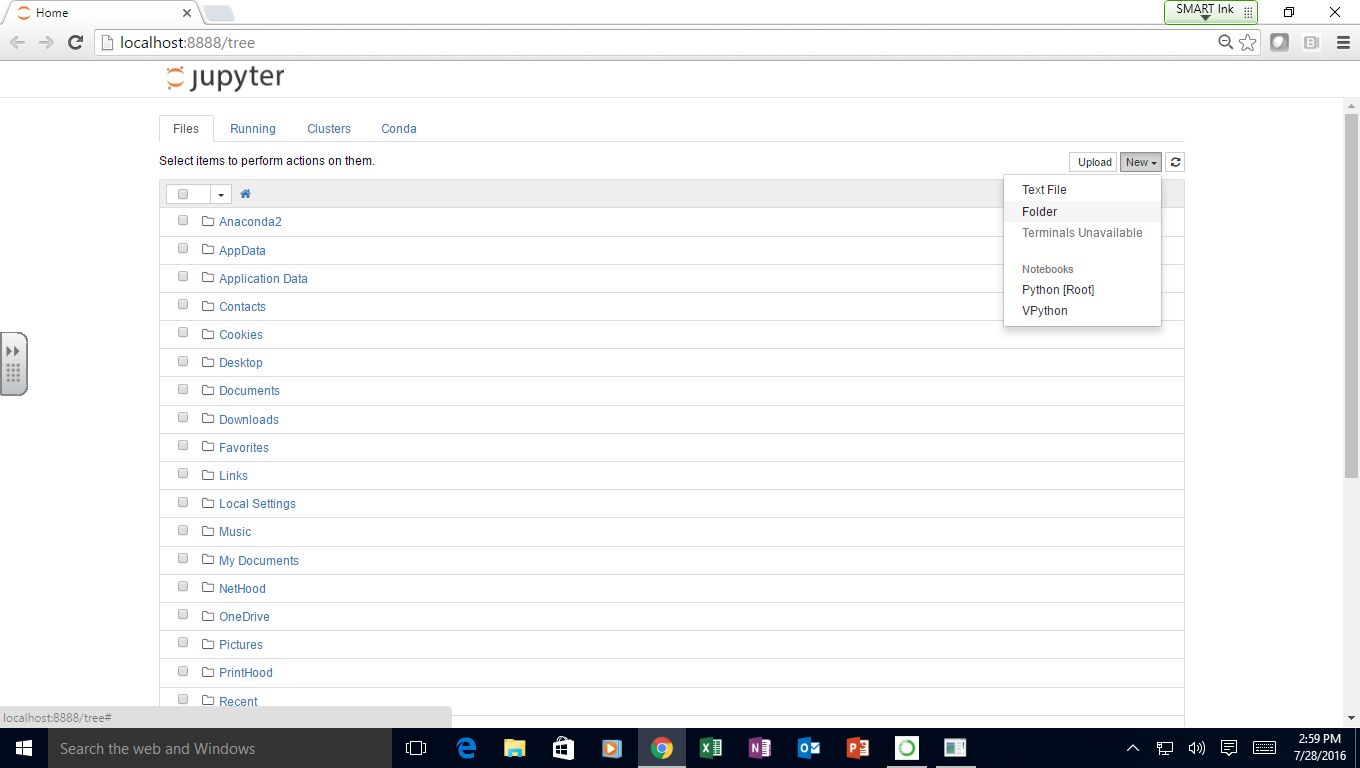 Home
SMART Ink
localhost:8888/tree
jupyter
Files Running Clusters Conda
Select items to perform actions on them.
Upload New
Text File
Folder
Terminals Unavailable
Notebooks
Python [Root]
VPython
Anaconda2
AppData
Application Data
Contacts
Cookies
Desktop
Documents
Downloads
Favorites
Links
Local Settings
Music
My Documents
NetHood
OneDrive
Pictures
PrintHood
Recent
localhost:8888/tree#
Search the web and Windows
2:59 PM
7/28/2016